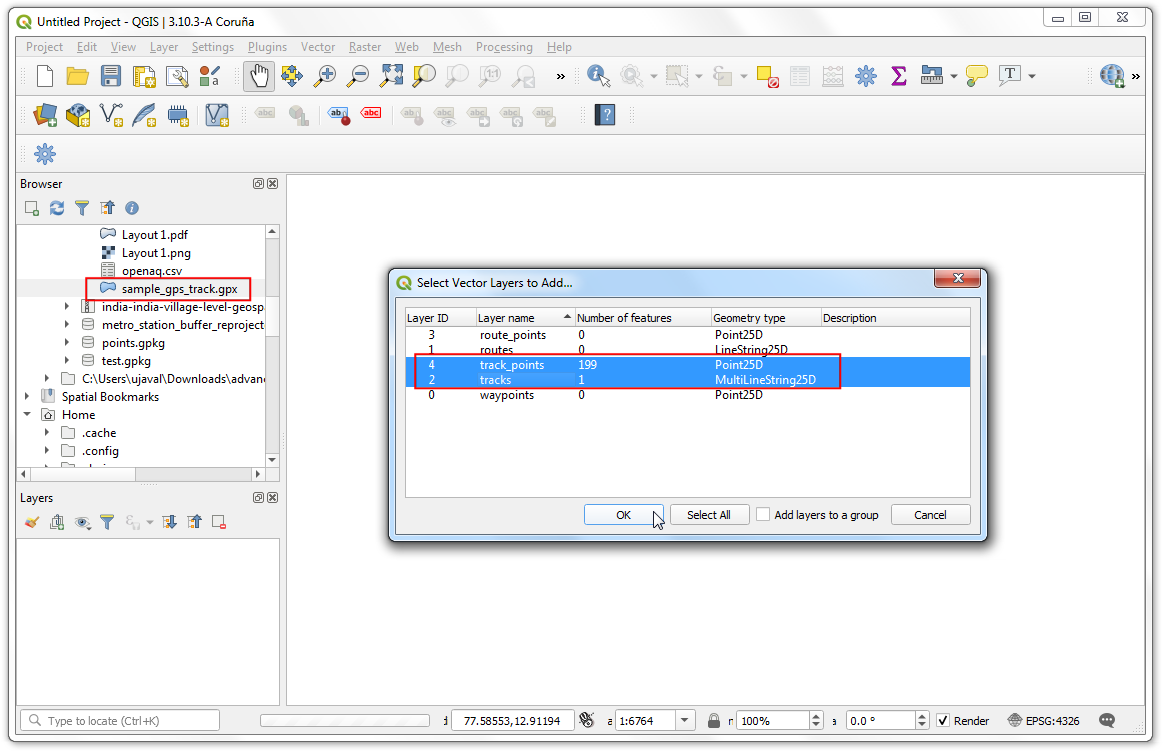 Untitled Project - QGIS | 3.10.3-A Coruña
Project Edit View Layer Settings Plugins Vector Raster Web Mesh Processing Help
Browser
Layout 1.pdf
Layout 1.png
openaq.csv
sample_gps_track.gpx
india-india-village-level-geosp
metro_station_buffer_reproject
points.gpkg
test.gpkg
C:\Users\ujaval\Downloads\advan
Spatial Bookmarks
Home
.cache
.config
Layers
Select Vector Layers to Add...
Layer ID Layer name Number of features Geometry type Description
3 route_points 0 Point25D
1 routes 0 LineString25D
4 track_points 199 Point25D
2 tracks 1 MultiLineString25D
0 waypoints 0 Point25D
OK Select All Add layers to a group Cancel
Type to locate (Ctrl+K) 77.58553,12.91194 1:6764 100% 0.0 ° Render EPSG:4326